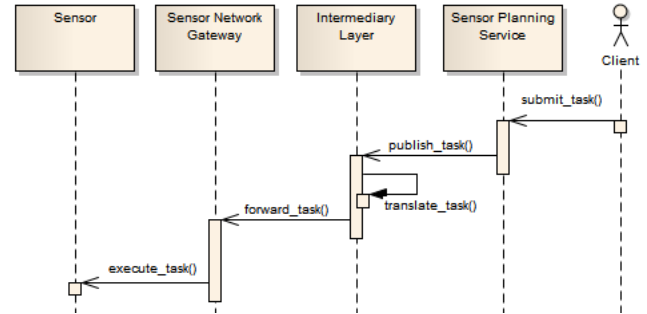 Sensor
Sensor Network
Gateway
Intermediary
Layer
Sensor Planning
Service
Client
submit_task()
publish_task()
translate_task()
forward_task()
execute_task()